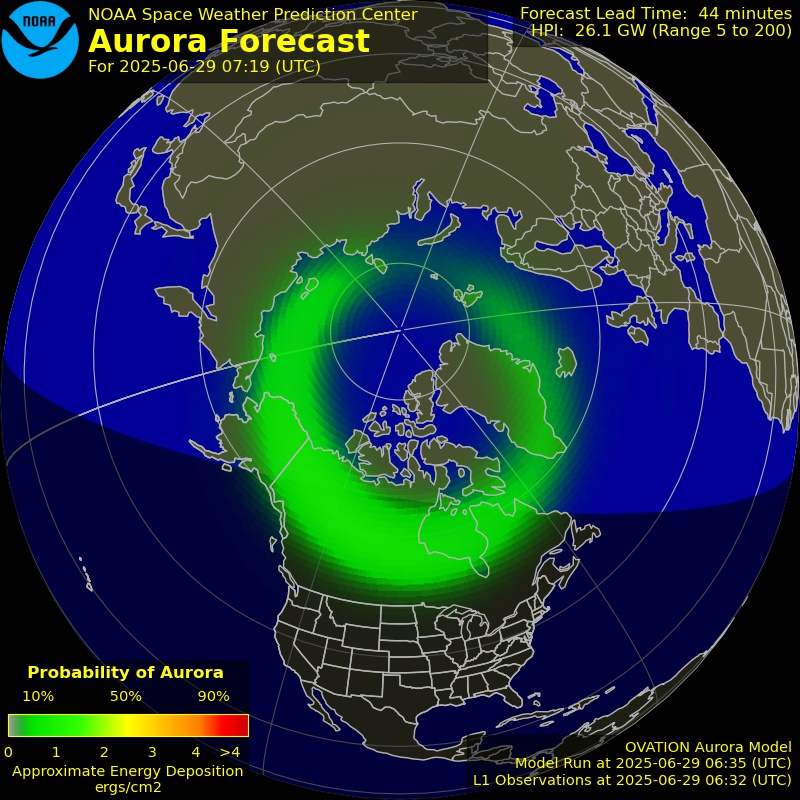 NOAA
NOAA Space Weather Prediction Center
Aurora Forecast
For 2025-06-29 07:19 (UTC)
Forecast Lead Time: 44 minutes
HPI: 26.1 GW (Range 5 to 200)
Probability of Aurora
10% 50% 90%
0 1 2 3 4 >4
Approximate Energy Deposition
ergs/cm2
OVATION Aurora Model
Model Run at 2025-06-29 06:35 (UTC)
L1 Observations at 2025-06-29 06:32 (UTC)